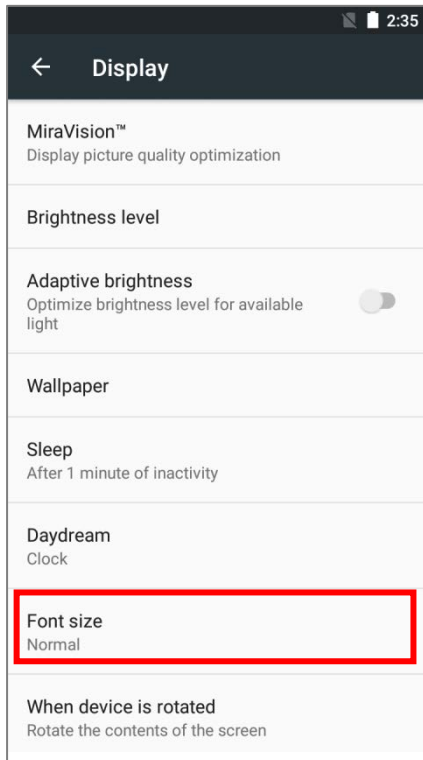 2:35
Display
MiraVision™
Display picture quality optimization
Brightness level
Adaptive brightness
Optimize brightness level for available
light
Wallpaper
Sleep
After 1 minute of inactivity
Daydream
Clock
Font size
Normal
When device is rotated
Rotate the contents of the screen